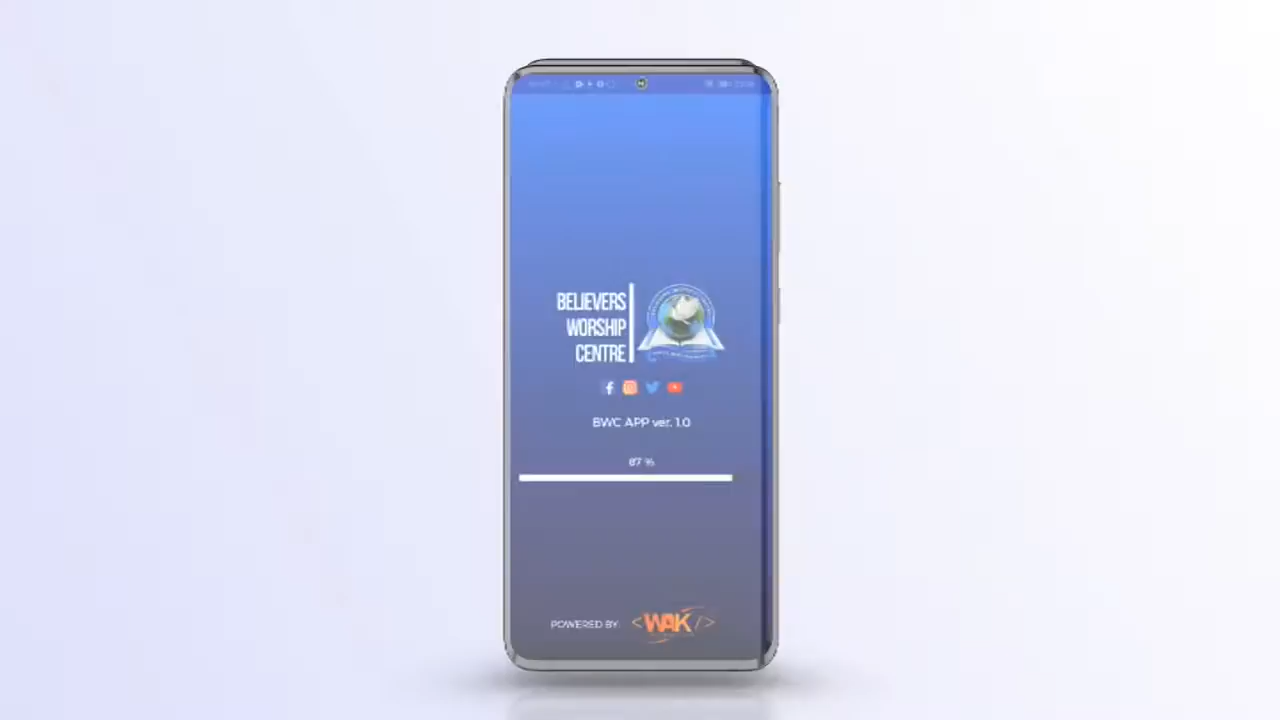 BELIEVERS
WORSHIP
CENTRE
BWC APP ver. 1.0
87 %
POWERED BY:
<WAK/>